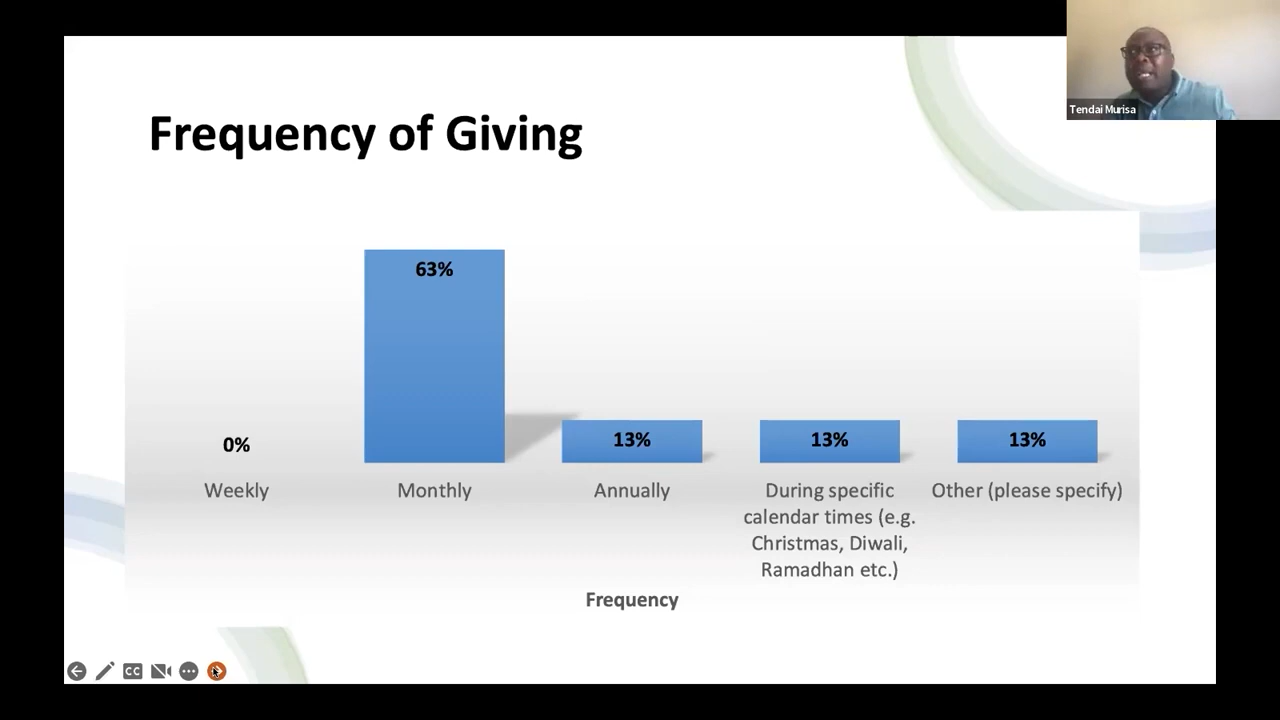 Tendai Murisa
Frequency of Giving
63%
0%
13%
13%
13%
Weekly
Monthly
Annually
During specific
calendar times (e.g.
Christmas, Diwali,
Ramadhan etc.)
Other (please specify)
Frequency
CC